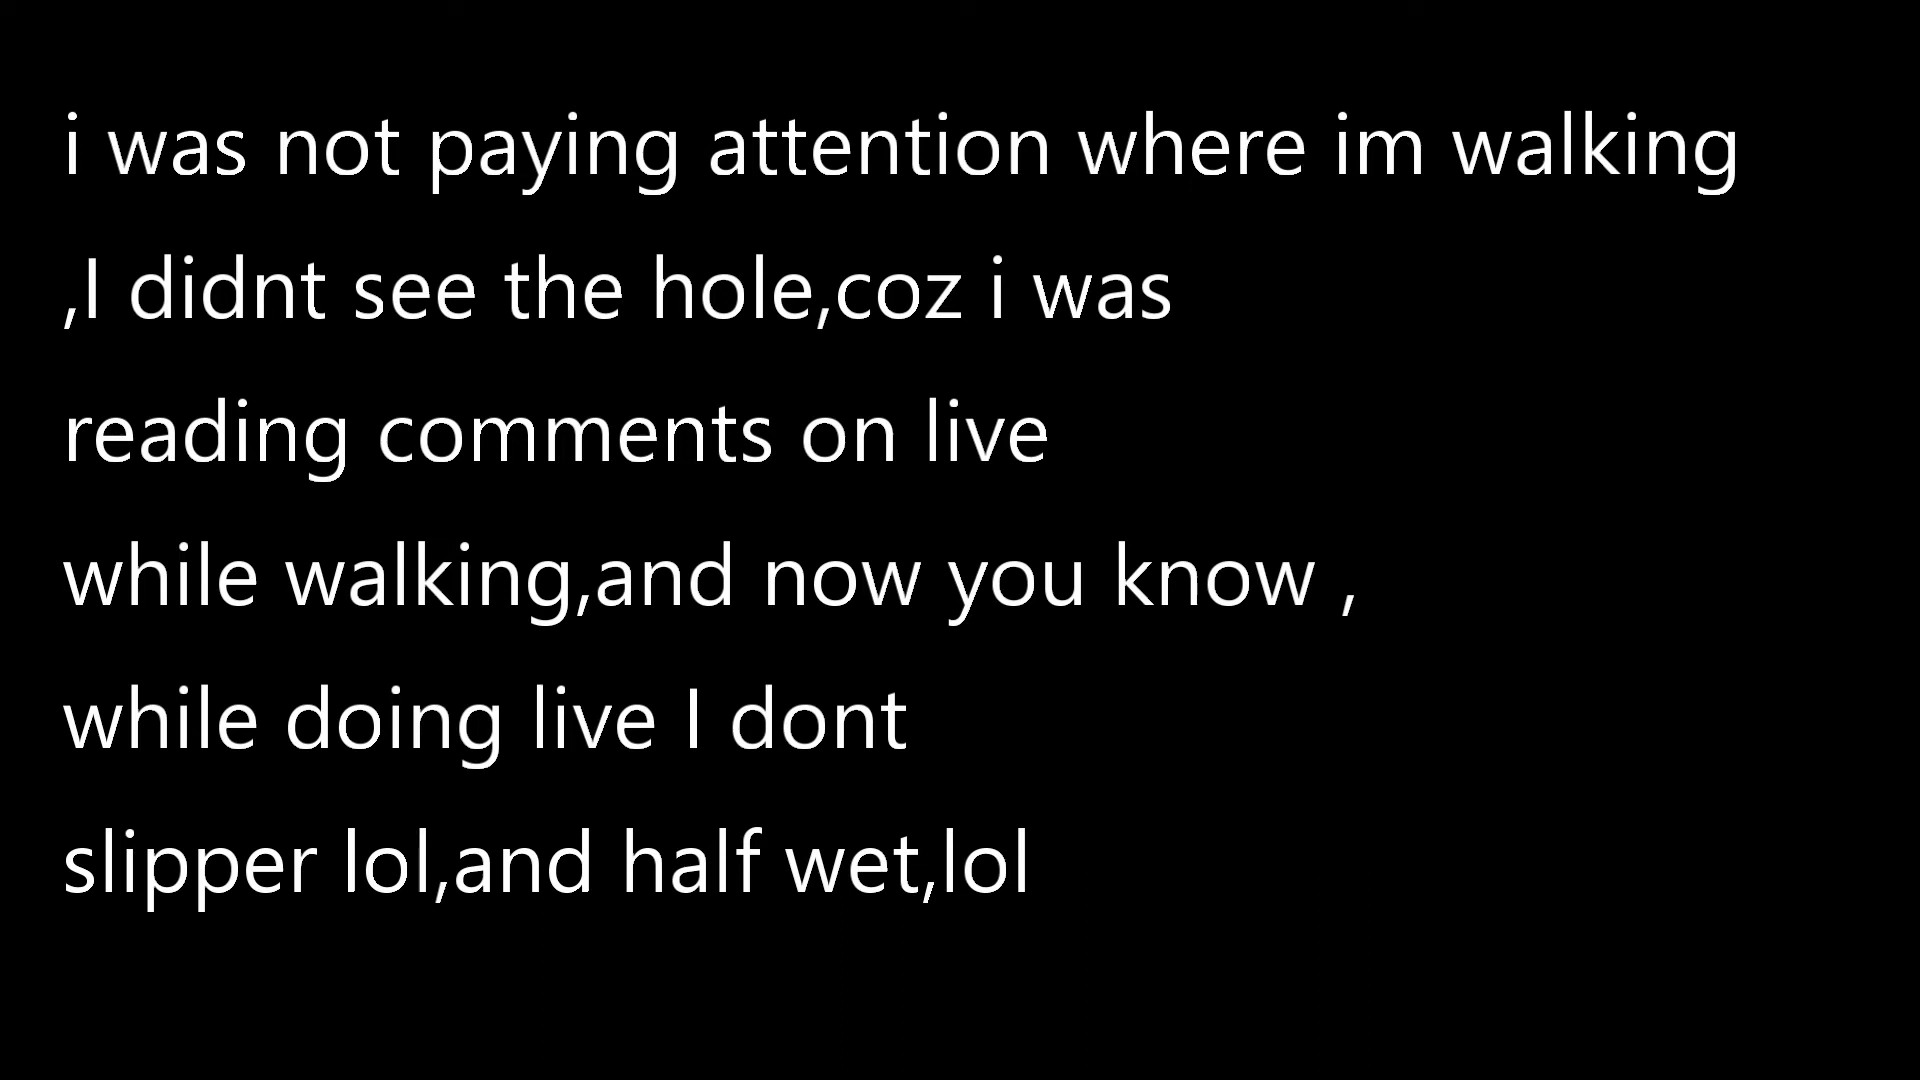 i was not paying attention where im walking
,I didnt see the hole,coz i was
reading comments on live
while walking,and now you know ,
while doing live I dont
slipper lol,and half wet,lol